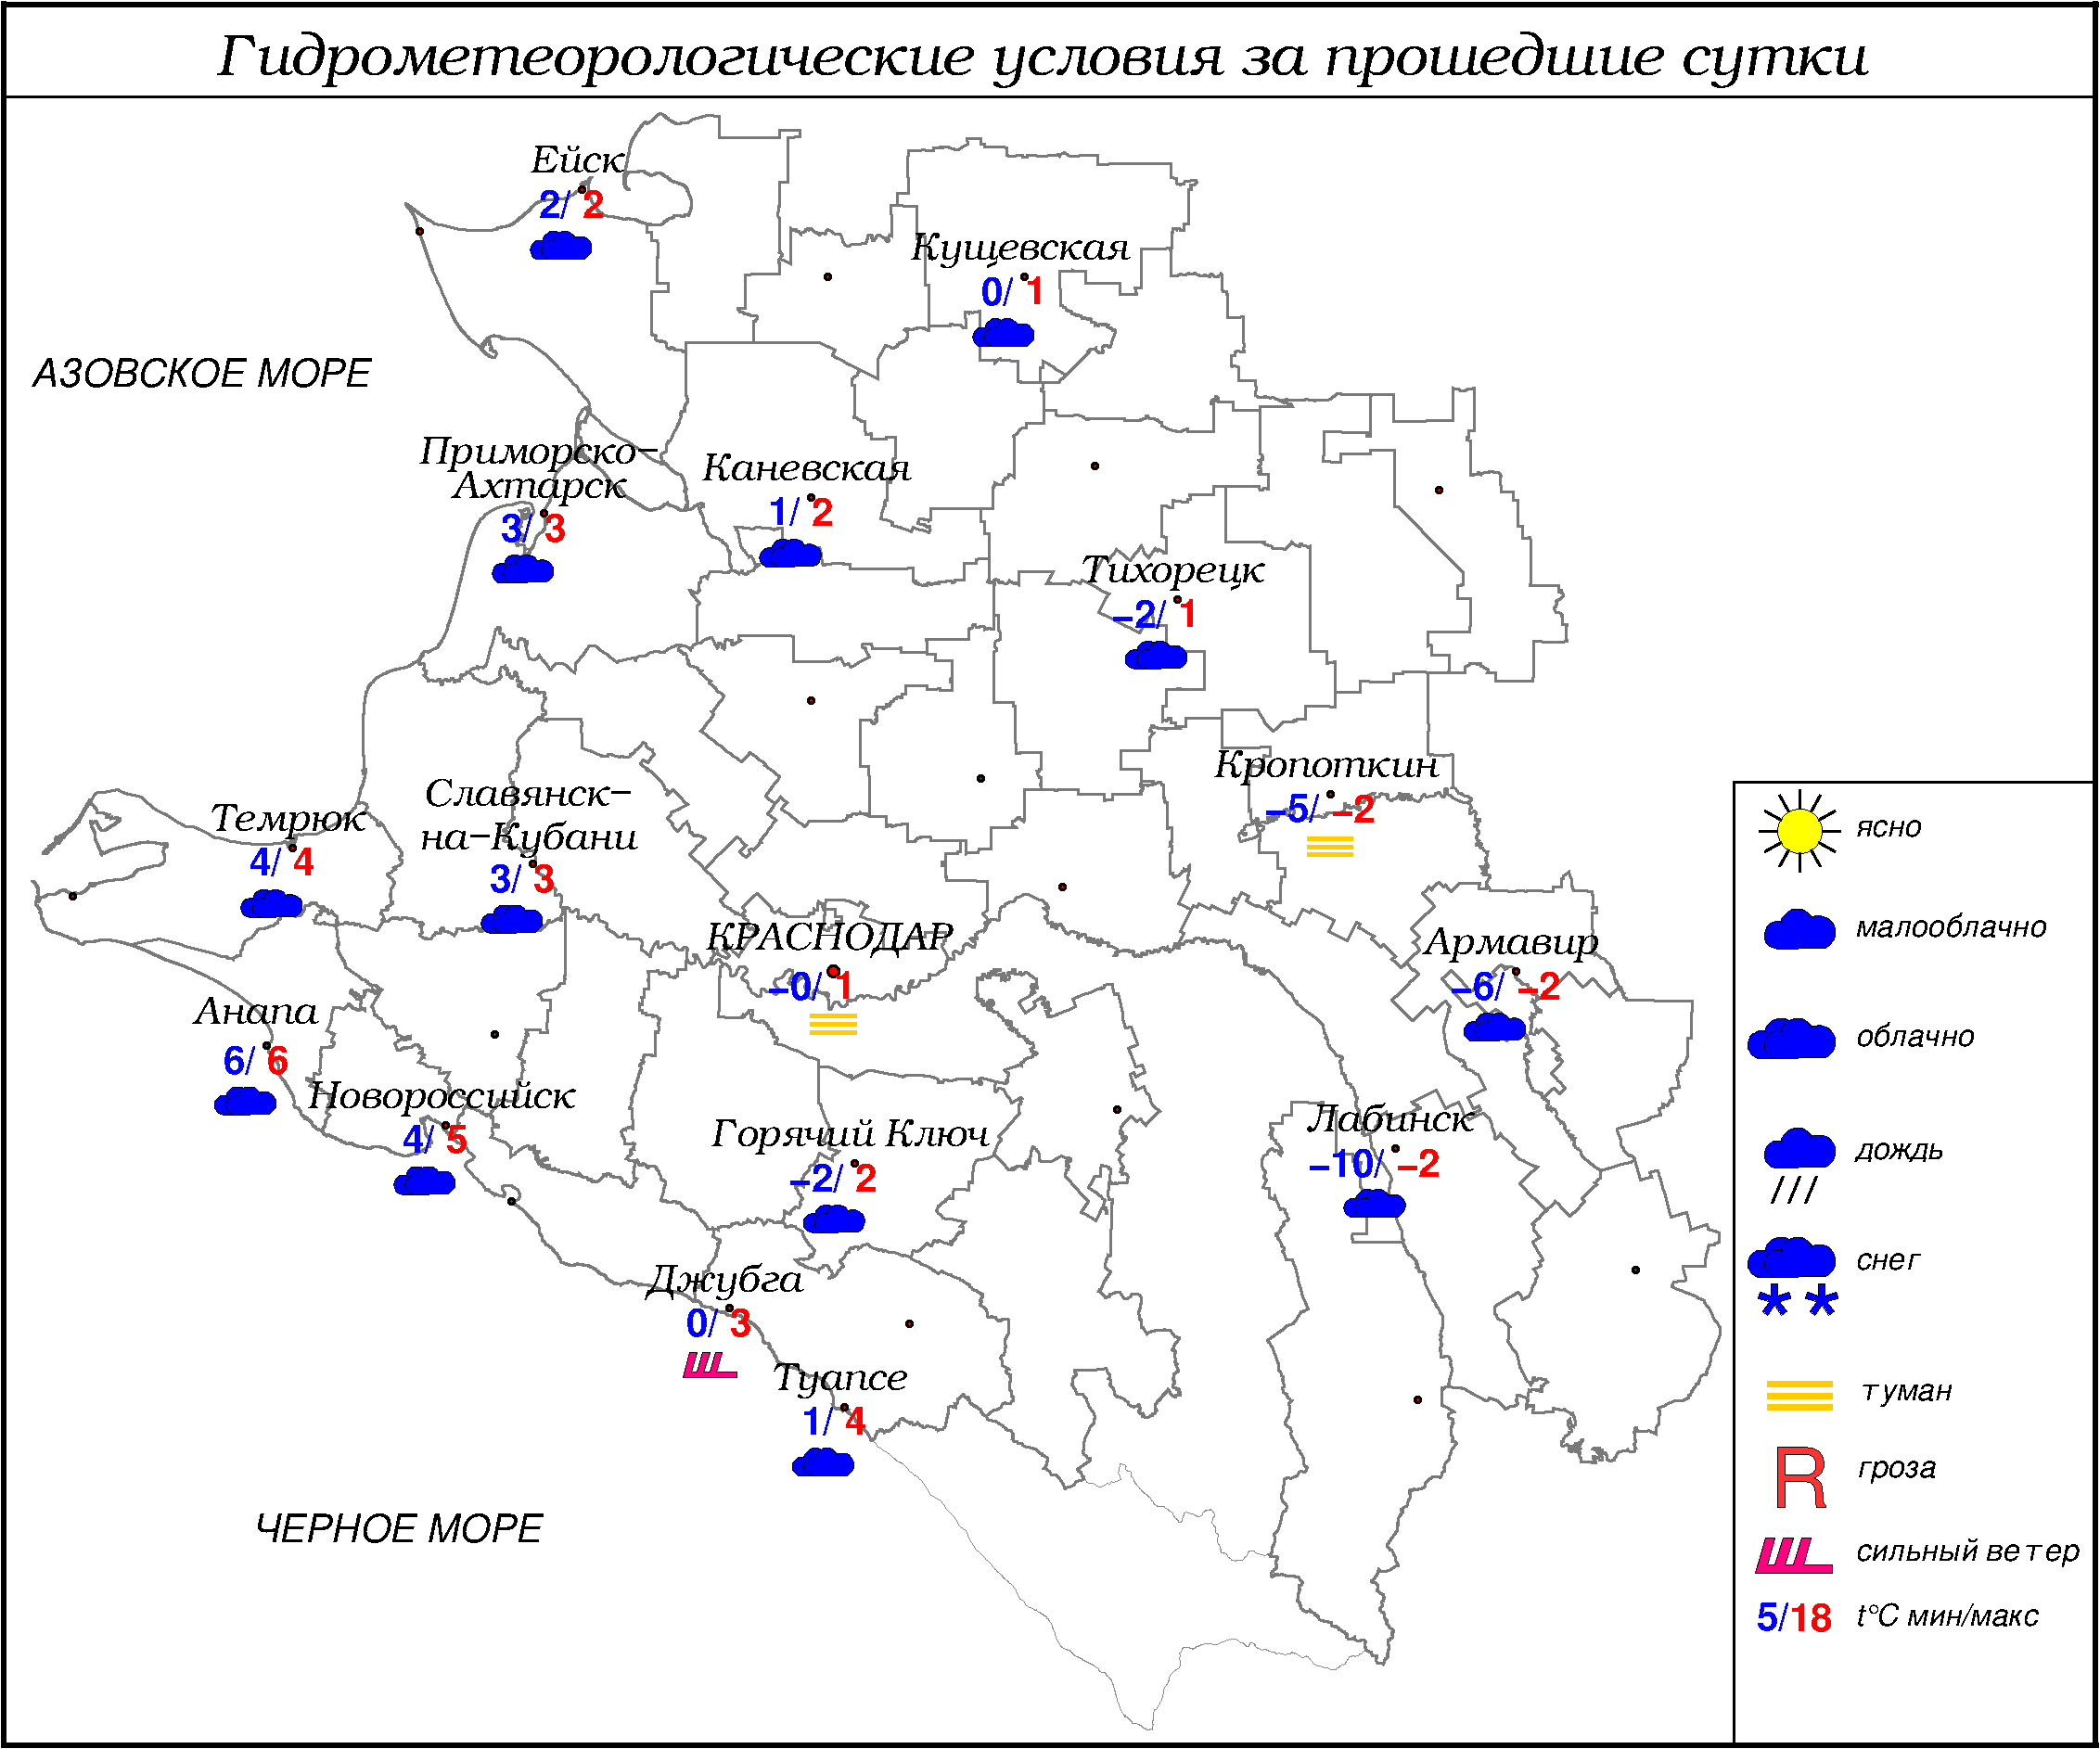 Гидрометеорологические условия за прошедшие сутки
Ейск
2/ 2
Кущевская
0/ 1
АЗОВСКОЕ МОРЕ
Приморско-
Ахтарск
3/ 3
Каневская
1/ 2
Тихорецк
-2/ 1
Кропоткин
-5/ -2
Темрюк
4/ 4
Славянск-
на-Кубани
3/ 3
КРАСНОДАР
-0/ 1
Армавир
-6/ -2
Анапа
6/ 6
Новороссийск
4/ 5
Горячий Ключ
-2/ 2
Лабинск
-10/ -2
Джубга
0/ 3
Туапсе
1/ 4
ЧЕРНОЕ МОРЕ
ясно
малооблачно
облачно
дождь
снег
туман
R гроза
сильный ветер
5/18 t°C мин/макс